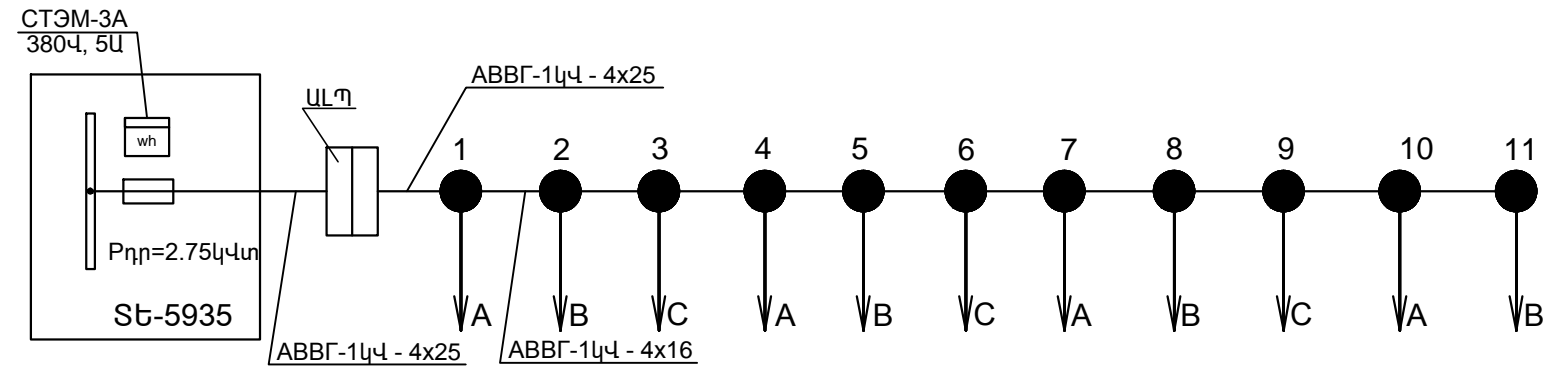 СТЭМ-3А
380Վ, 5Ա
wh
Pդր=2.75կՎտ
ՏԵ-5935
ԱԼՊ
АВВГ-1կՎ - 4x25
АВВГ-1կՎ - 4x25
АВВГ-1կՎ - 4x16
1 2 3 4 5 6 7 8 9 10 11
A B C A B C A B C A B